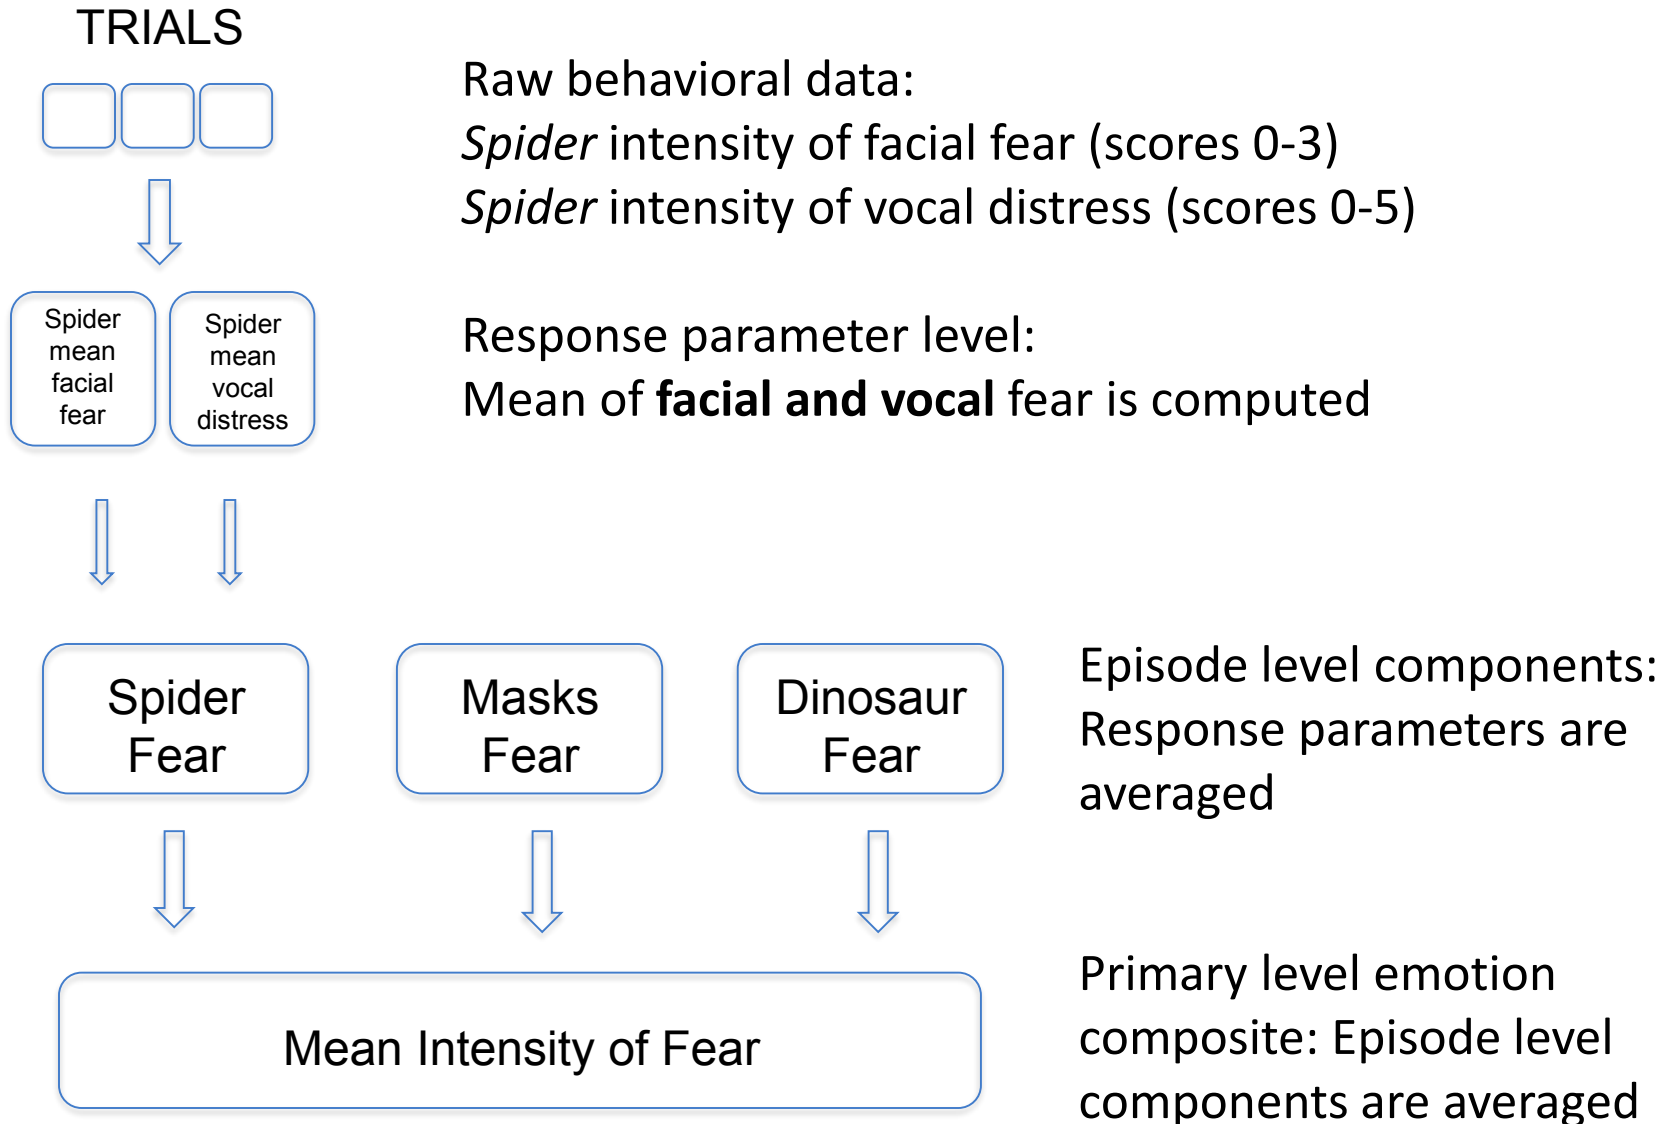 TRIALS
Raw behavioral data:
Spider intensity of facial fear (scores 0-3)
Spider intensity of vocal distress (scores 0-5)
Spider
mean
facial
fear
Spider
mean
vocal
distress
Response parameter level:
Mean of facial and vocal fear is computed
Spider
Fear
Masks
Fear
Dinosaur
Fear
Episode level components:
Response parameters are
averaged
Mean Intensity of Fear
Primary level emotion
composite: Episode level
components are averaged